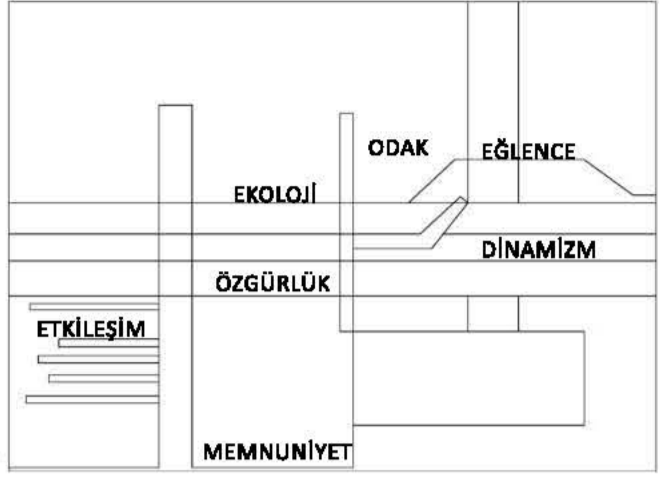 ODAK
EĞLENCE
EKOLOJİ
DİNAMİZM
ÖZGÜRLÜK
ETKİLEŞİM
MEMNUNİYET